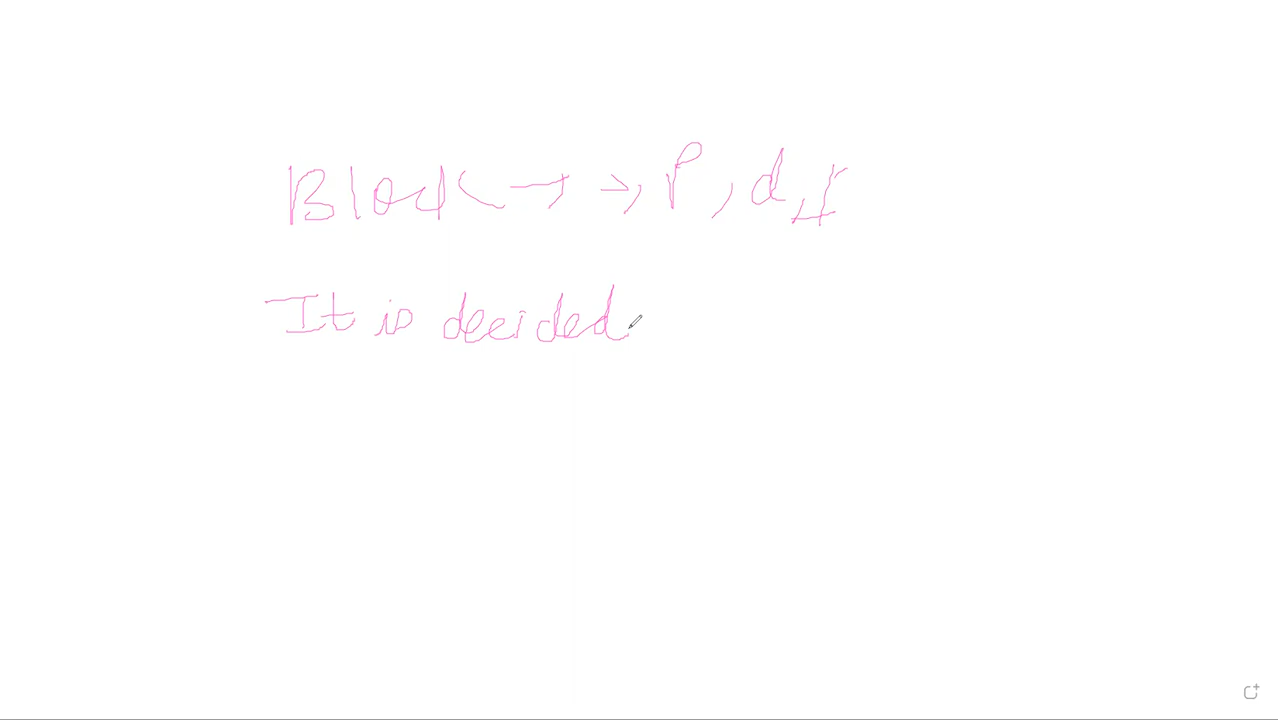 Block → s, P, d, f
It is decided